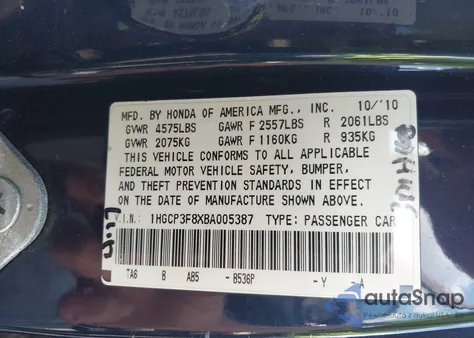 MFD. BY HONDA OF AMERICA MFG., INC. 10/'10
GVWR 4575LBS GAWR F 2557LBS R 2061LBS
GVWR 2075KG GAWR F 1160KG R 935KG
THIS VEHICLE CONFORMS TO ALL APPLICABLE
FEDERAL MOTOR VEHICLE SAFETY, BUMPER,
AND THEFT PREVENTION STANDARDS IN EFFECT
ON THE DATE OF MANUFACTURE SHOWN ABOVE.
V.I.N.: 1HGCP3F8XBA005387 TYPE: PASSENGER CAR
TA6 B AB5 - B536P - Y - A
autaSnap